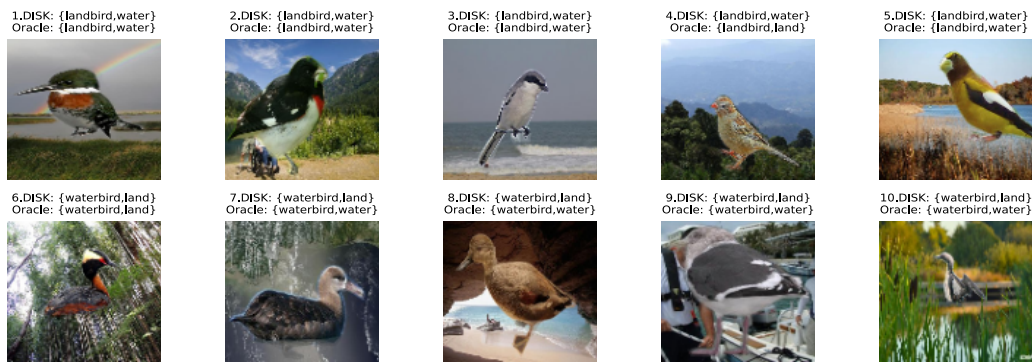 1.DISK: {landbird,water}
Oracle: {landbird,water}
2.DISK: {landbird,water}
Oracle: {landbird,water}
3.DISK: {landbird,water}
Oracle: {landbird,water}
4.DISK: {landbird,water}
Oracle: {landbird,land}
5.DISK: {landbird,water}
Oracle: {landbird,water}
6.DISK: {waterbird,land}
Oracle: {waterbird,land}
7.DISK: {waterbird,land}
Oracle: {waterbird,water}
8.DISK: {waterbird,land}
Oracle: {waterbird,water}
9.DISK: {waterbird,land}
Oracle: {waterbird,water}
10.DISK: {waterbird,land}
Oracle: {waterbird,water}